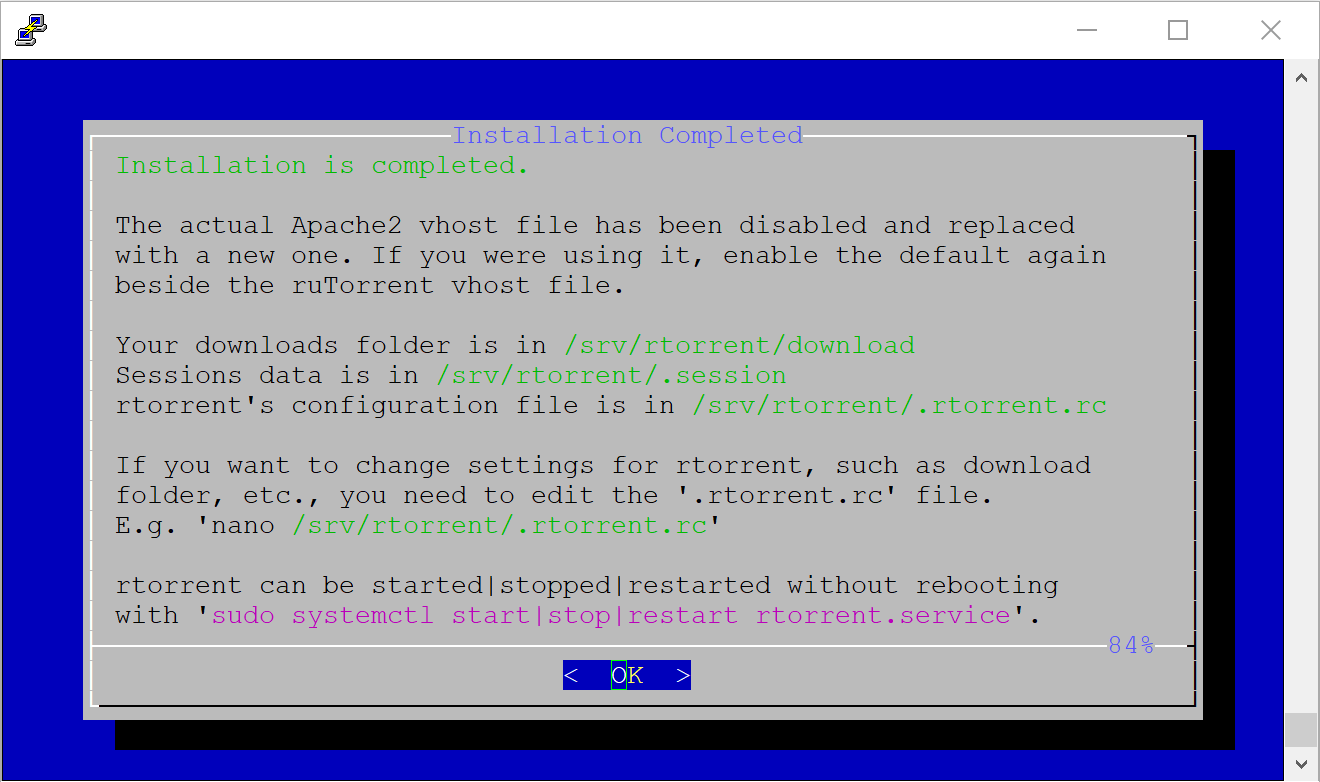 Installation Completed
Installation is completed.
The actual Apache2 vhost file has been disabled and replaced
with a new one. If you were using it, enable the default again
beside the ruTorrent vhost file.
Your downloads folder is in /srv/rtorrent/download
Sessions data is in /srv/rtorrent/.session
rtorrent's configuration file is in /srv/rtorrent/.rtorrent.rc
If you want to change settings for rtorrent, such as download
folder, etc., you need to edit the '.rtorrent.rc' file.
E.g. 'nano /srv/rtorrent/.rtorrent.rc'
rtorrent can be started|stopped|restarted without rebooting
with 'sudo systemctl start|stop|restart rtorrent.service'.
84%
<  OK  >